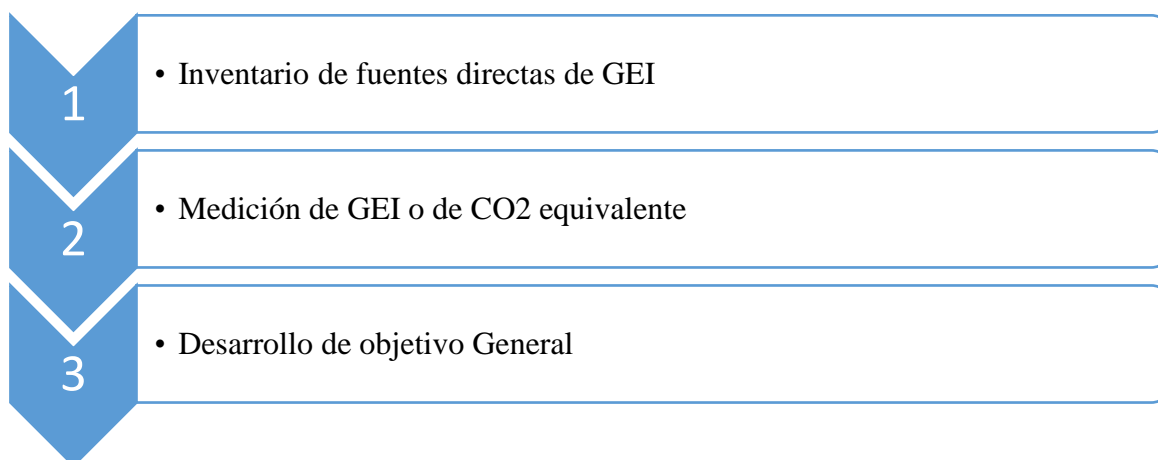 1
• Inventario de fuentes directas de GEI
2
• Medición de GEI o de CO2 equivalente
3
• Desarrollo de objetivo General